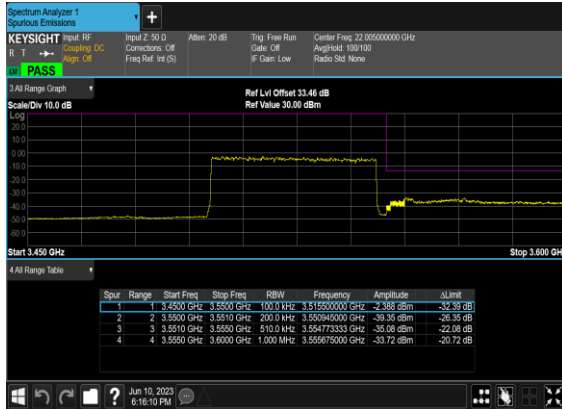 Spectrum Analyzer 1
Spurious Emissions
+
KEYSIGHT Input: RF Input Z: 50 Ω Atten: 20 dB Trig: Free Run Center Freq: 22.005000000 GHz
R T Coupling: DC Corrections: Off Gate: Off Avg|Hold: 100/100
Align: Off Freq Ref: Int (S) IF Gain: Low Radio Std: None
PASS
3 All Range Graph Ref Lvl Offset 33.46 dB
Scale/Div 10.0 dB Ref Value 30.00 dBm
Log
20.0
10.0
0.00
-10.0
-20.0
-30.0
-40.0
-50.0
-60.0
Start 3.450 GHz Stop 3.600 GH
4 All Range Table
Spur Range Start Freq Stop Freq RBW Frequency Amplitude ΔLimit
1 1 3.4500 GHz 3.5500 GHz 100.0 kHz 3.515500000 GHz -2.388 dBm -32.39 dB
2 2 3.5500 GHz 3.5510 GHz 200.0 kHz 3.550945000 GHz -39.35 dBm -26.35 dB
3 3 3.5510 GHz 3.5550 GHz 510.0 kHz 3.554773333 GHz -35.08 dBm -22.08 dB
4 4 3.5550 GHz 3.6000 GHz 1.000 MHz 3.555675000 GHz -33.72 dBm -20.72 dB
? Jun 10, 2023
6:16:10 PM